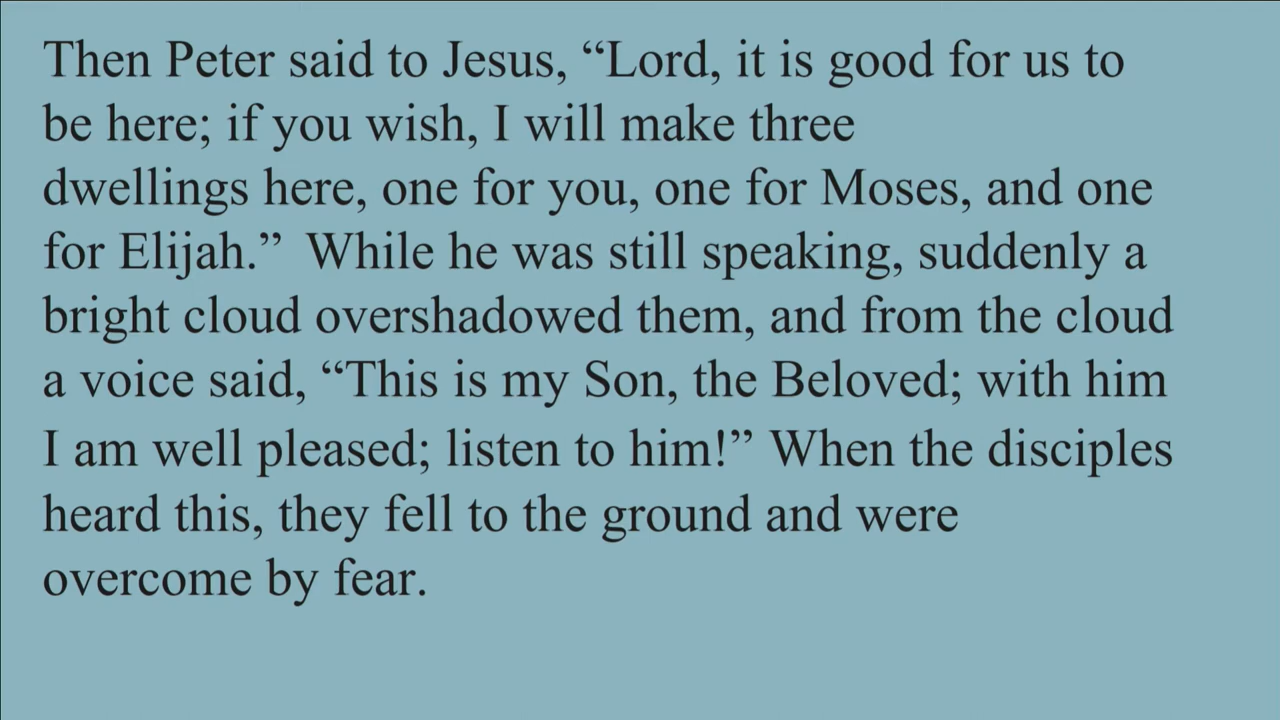 Then Peter said to Jesus, “Lord, it is good for us to
be here; if you wish, I will make three
dwellings here, one for you, one for Moses, and one
for Elijah.”  While he was still speaking, suddenly a
bright cloud overshadowed them, and from the cloud
a voice said, “This is my Son, the Beloved; with him
I am well pleased; listen to him!” When the disciples
heard this, they fell to the ground and were
overcome by fear.